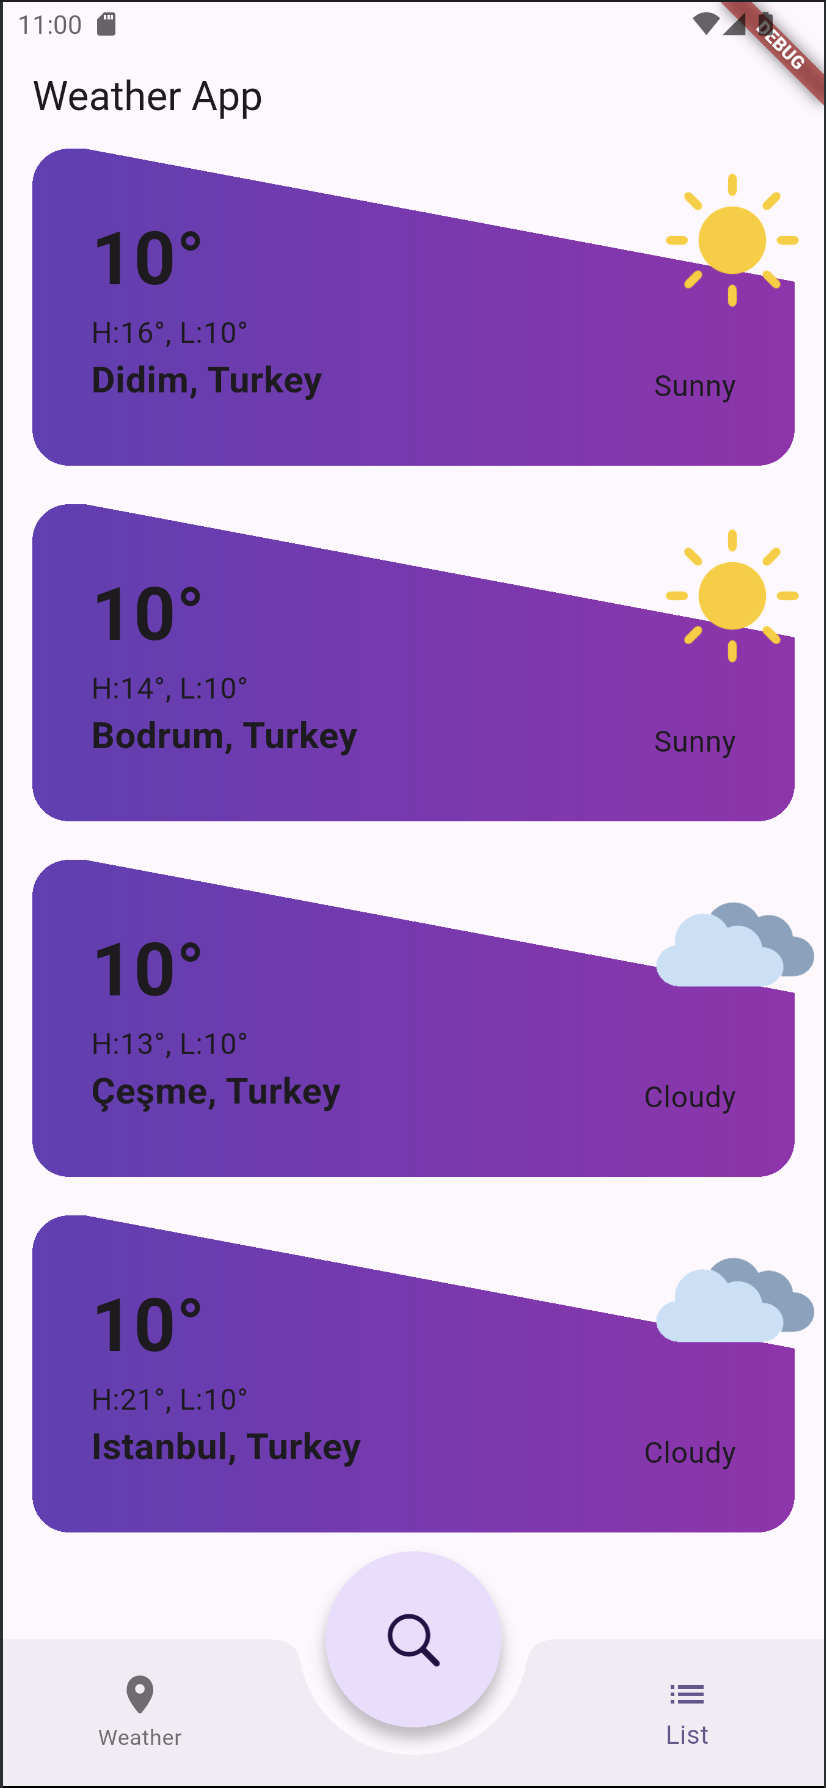 11:00
DEBUG
Weather App
10°
H:16°, L:10°
Didim, Turkey
Sunny
10°
H:14°, L:10°
Bodrum, Turkey
Sunny
10°
H:13°, L:10°
Çeşme, Turkey
Cloudy
10°
H:21°, L:10°
Istanbul, Turkey
Cloudy
Weather
List